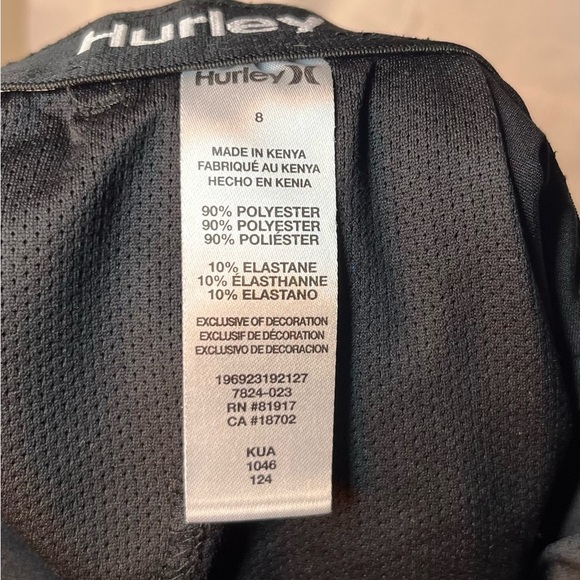 Hurley
Hurley
8
MADE IN KENYA
FABRIQUÉ AU KENYA
HECHO EN KENIA
90% POLYESTER
90% POLYESTER
90% POLIÉSTER
10% ELASTANE
10% ÉLASTHANNE
10% ELASTANO
EXCLUSIVE OF DECORATION
EXCLUSIF DE DÉCORATION
EXCLUSIVO DE DECORACION
196923192127
7824-023
RN #81917
CA #18702
KUA
1046
124